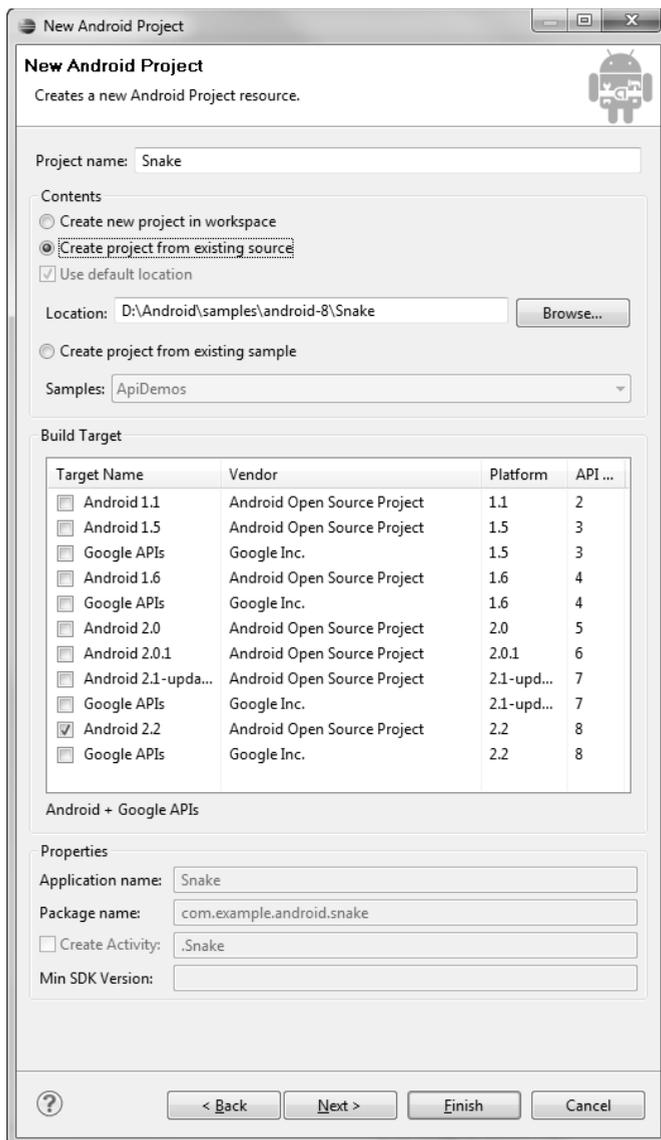 New Android Project
New Android Project
Creates a new Android Project resource.
Project name: Snake
Contents
Create new project in workspace
Create project from existing source
Use default location
Location: D:\Android\samples\android-8\Snake Browse...
Create project from existing sample
Samples: ApiDemos
Build Target
Target Name Vendor Platform API ...
Android 1.1 Android Open Source Project 1.1 2
Android 1.5 Android Open Source Project 1.5 3
Google APIs Google Inc. 1.5 3
Android 1.6 Android Open Source Project 1.6 4
Google APIs Google Inc. 1.6 4
Android 2.0 Android Open Source Project 2.0 5
Android 2.0.1 Android Open Source Project 2.0.1 6
Android 2.1-upda... Android Open Source Project 2.1-upd... 7
Google APIs Google Inc. 2.1-upd... 7
Android 2.2 Android Open Source Project 2.2 8
Google APIs Google Inc. 2.2 8
Android + Google APIs
Properties
Application name: Snake
Package name: com.example.android.snake
Create Activity: .Snake
Min SDK Version:
? < Back Next > Finish Cancel